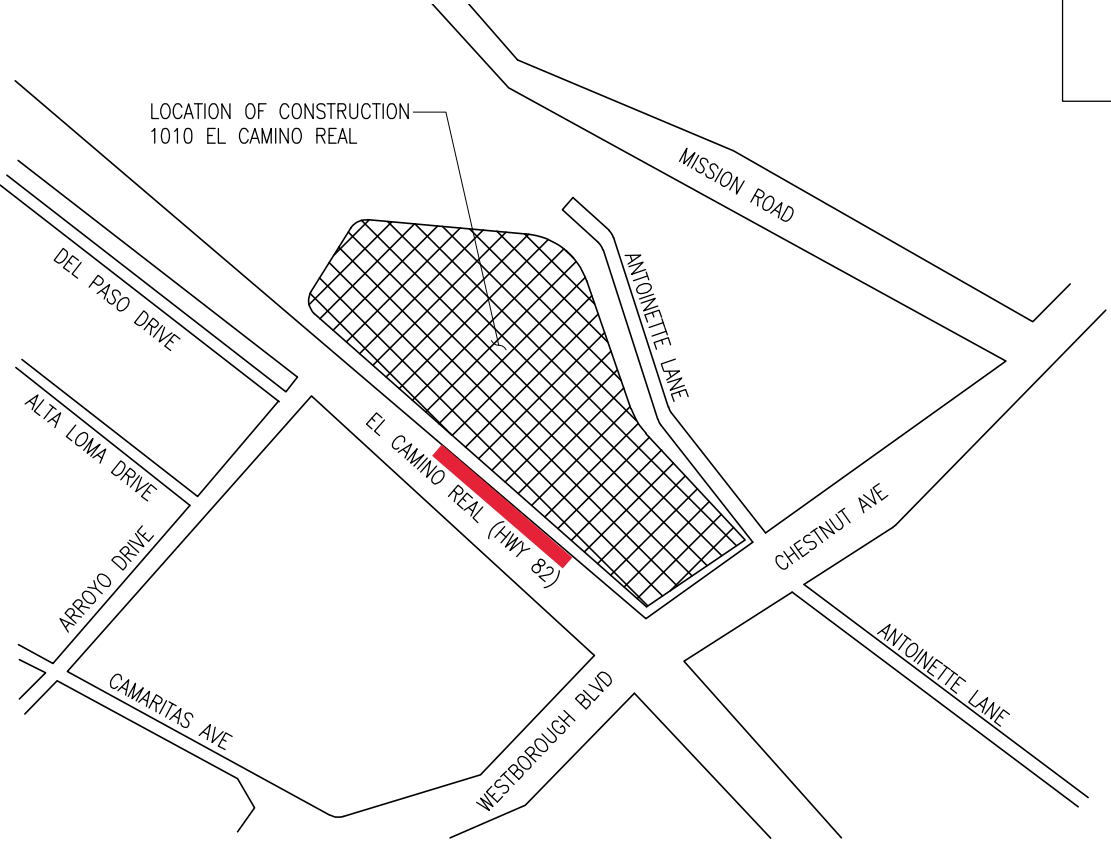 LOCATION OF CONSTRUCTION
1010 EL CAMINO REAL
MISSION ROAD
DEL PASO DRIVE
ANTOINETTE LANE
ALTA LOMA DRIVE
EL CAMINO REAL (HWY 82)
CHESTNUT AVE
ARROYO DRIVE
ANTOINETTE LANE
CAMARITAS AVE
WESTBOROUGH BLVD